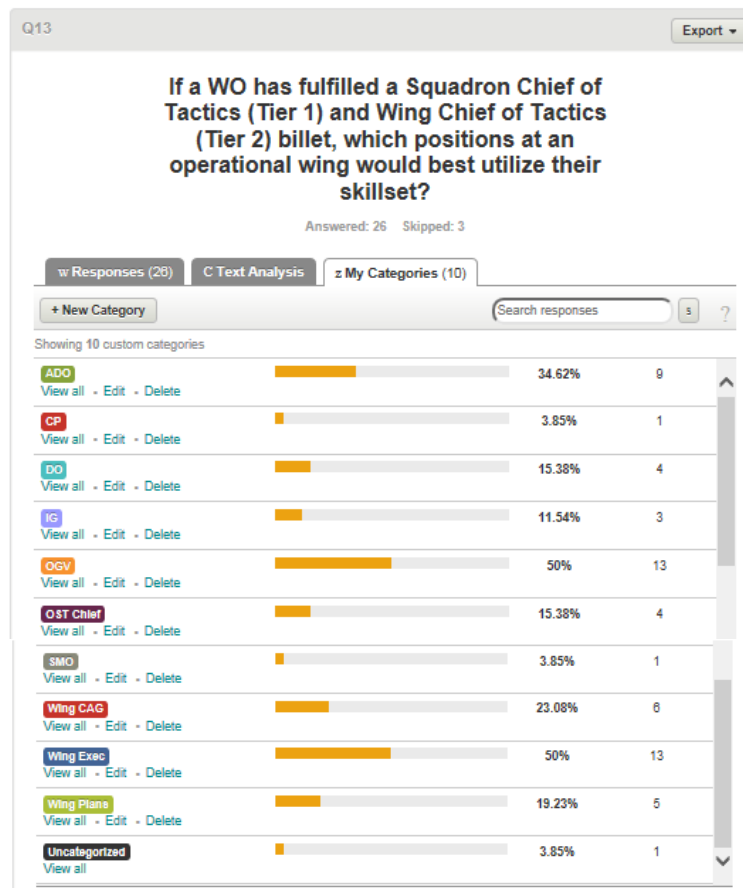 Q13
Export
If a WO has fulfilled a Squadron Chief of
Tactics (Tier 1) and Wing Chief of Tactics
(Tier 2) billet, which positions at an
operational wing would best utilize their
skillset?
Answered: 26 Skipped: 3
w Responses (26) C Text Analysis z My Categories (10)
+ New Category Search responses s ?
Showing 10 custom categories
ADO 34.62% 9
View all - Edit - Delete
CP 3.85% 1
View all - Edit - Delete
DO 15.38% 4
View all - Edit - Delete
IG 11.54% 3
View all - Edit - Delete
OGV 50% 13
View all - Edit - Delete
OST Chief 15.38% 4
View all - Edit - Delete
SMO 3.85% 1
View all - Edit - Delete
Wing CAG 23.08% 6
View all - Edit - Delete
Wing Exec 50% 13
View all - Edit - Delete
Wing Plans 19.23% 5
View all - Edit - Delete
Uncategorized 3.85% 1
View all